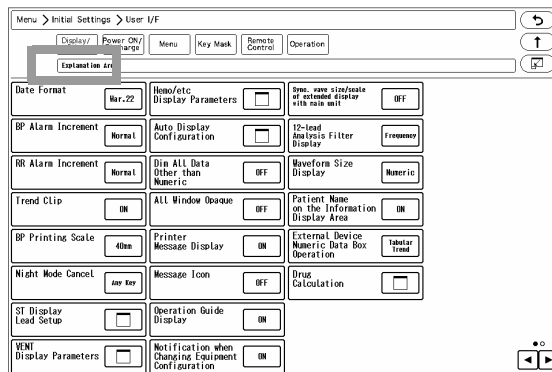 Menu > Initial Settings > User I/F
Display/
Power ON/
Menu
Key Mask
Remote
Control
Operation
Date Format
Mar.22
BP Alarm Increment
Normal
RR Alarm Increment
Normal
Trend Clip
ON
BP Printing Scale
40mm
Night Mode Cancel
Any Key
ST Display
Lead Setup
VENT
Display Parameters
Hemo/etc
Display Parameters
Auto Display
Configuration
Dim All Data
Other than
Numeric
OFF
All Window Opaque
OFF
Printer
Message Display
ON
Message Icon
OFF
Operation Guide
Display
ON
Notification when
Changing Equipment
Configuration
ON
Sync. wave size/scale
of extended display
with main unit
OFF
12-lead
Analysis Filter
Display
Frequency
Waveform Size
Display
Numeric
Patient Name
on the Information
Display Area
ON
External Device
Numeric Data Box
Operation
Tabular
Trend
Drug
Calculation